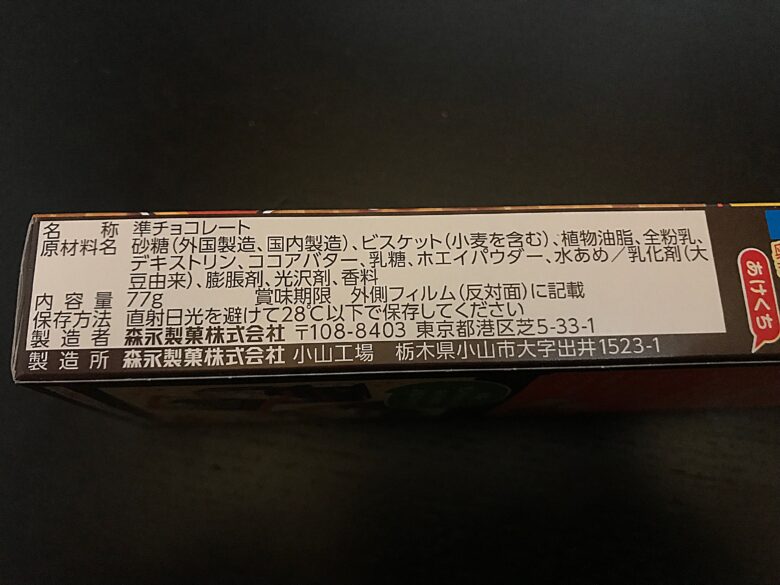 名称 準チョコレート
原材料名 砂糖(外国製造、国内製造)、ビスケット(小麦を含む)、植物油脂、全粉乳、
デキストリン、ココアバター、乳糖、ホエイパウダー、水あめ/乳化剤(大
豆由来)、膨脹剤、光沢剤、香料
内容量 77g 賞味期限 外側フィルム(反対面)に記載
保存方法 直射日光を避けて28℃以下で保存してください
製造者 森永製菓株式会社 〒108-8403 東京都港区芝5-33-1
製造所 森永製菓株式会社 小山工場 栃木県小山市大字出井1523-1
あけくち